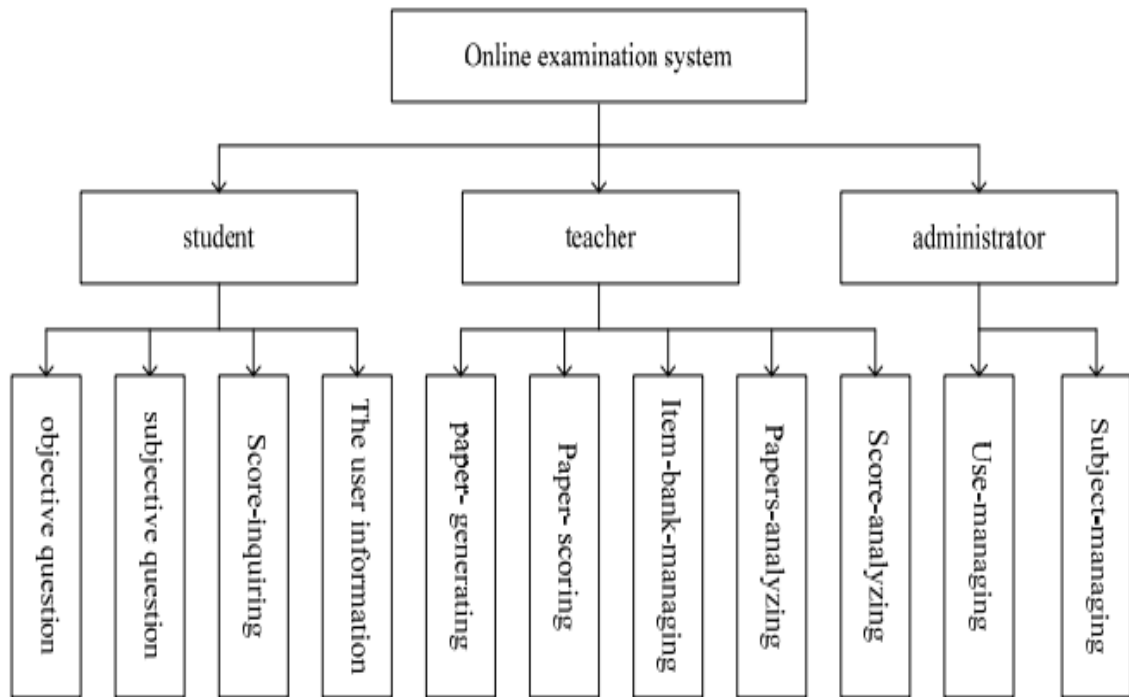 Online examination system
student
teacher
administrator
objective question
subjective question
Score-inquiring
The user information
paper- generating
Paper- scoring
Item-bank-managing
Papers-analyzing
Score-analyzing
Use-managing
Subject-managing